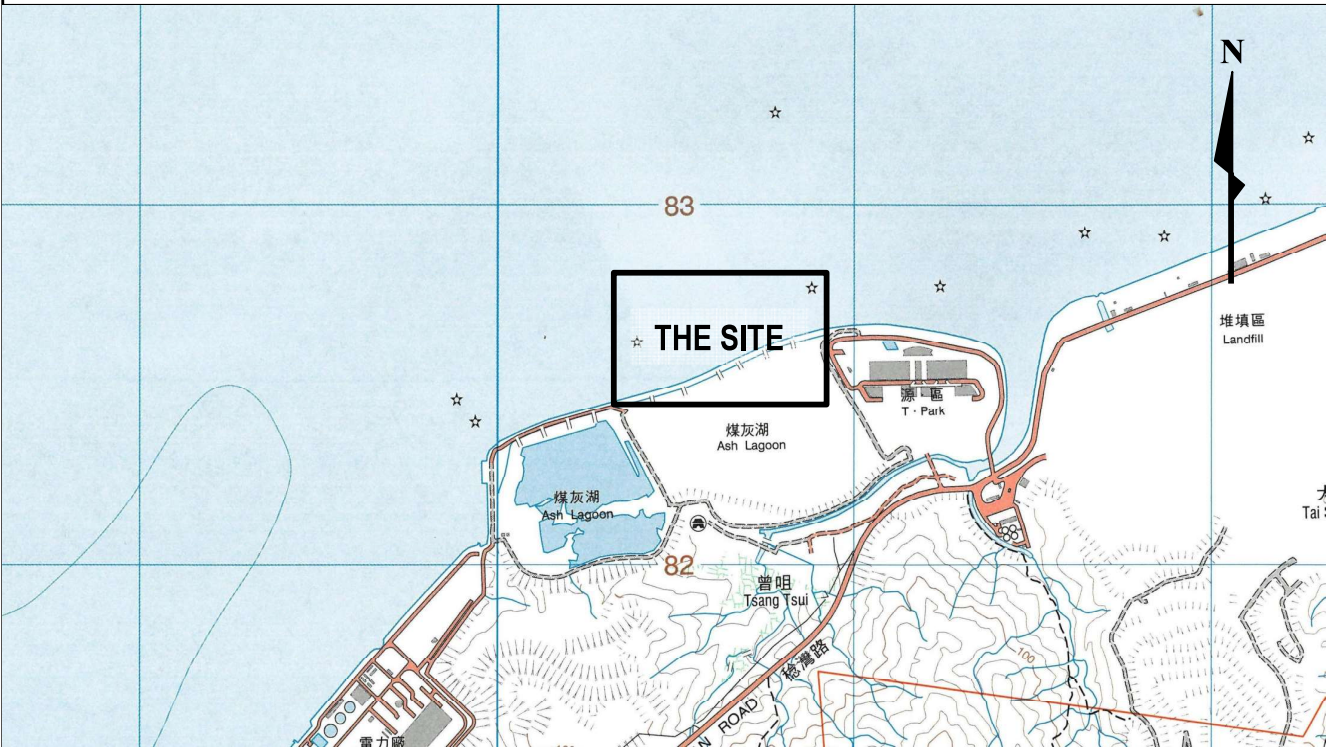 N
83
THE SITE
堆填區
Landfill
源 區
T · Park
煤灰湖
Ash Lagoon
煤灰湖
Ash Lagoon
Tai
82
曾咀
Tsang Tsui
稔灣路
ROAD
100
電力廠